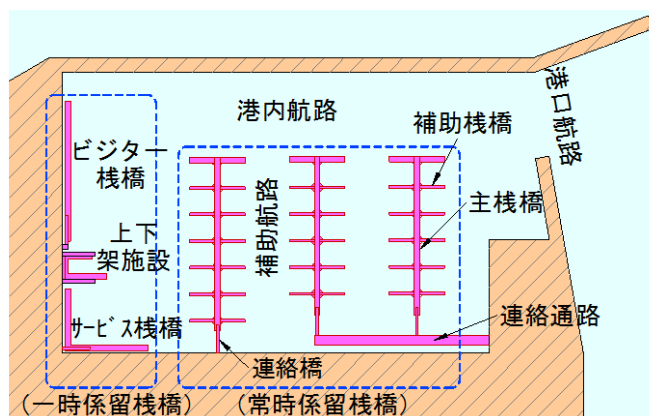 港内航路
港口航路
補助桟橋
ビジター
桟橋
主桟橋
補助航路
上下
架施設
連絡通路
サービス桟橋
連絡橋
(一時係留桟橋)
(常時係留桟橋)